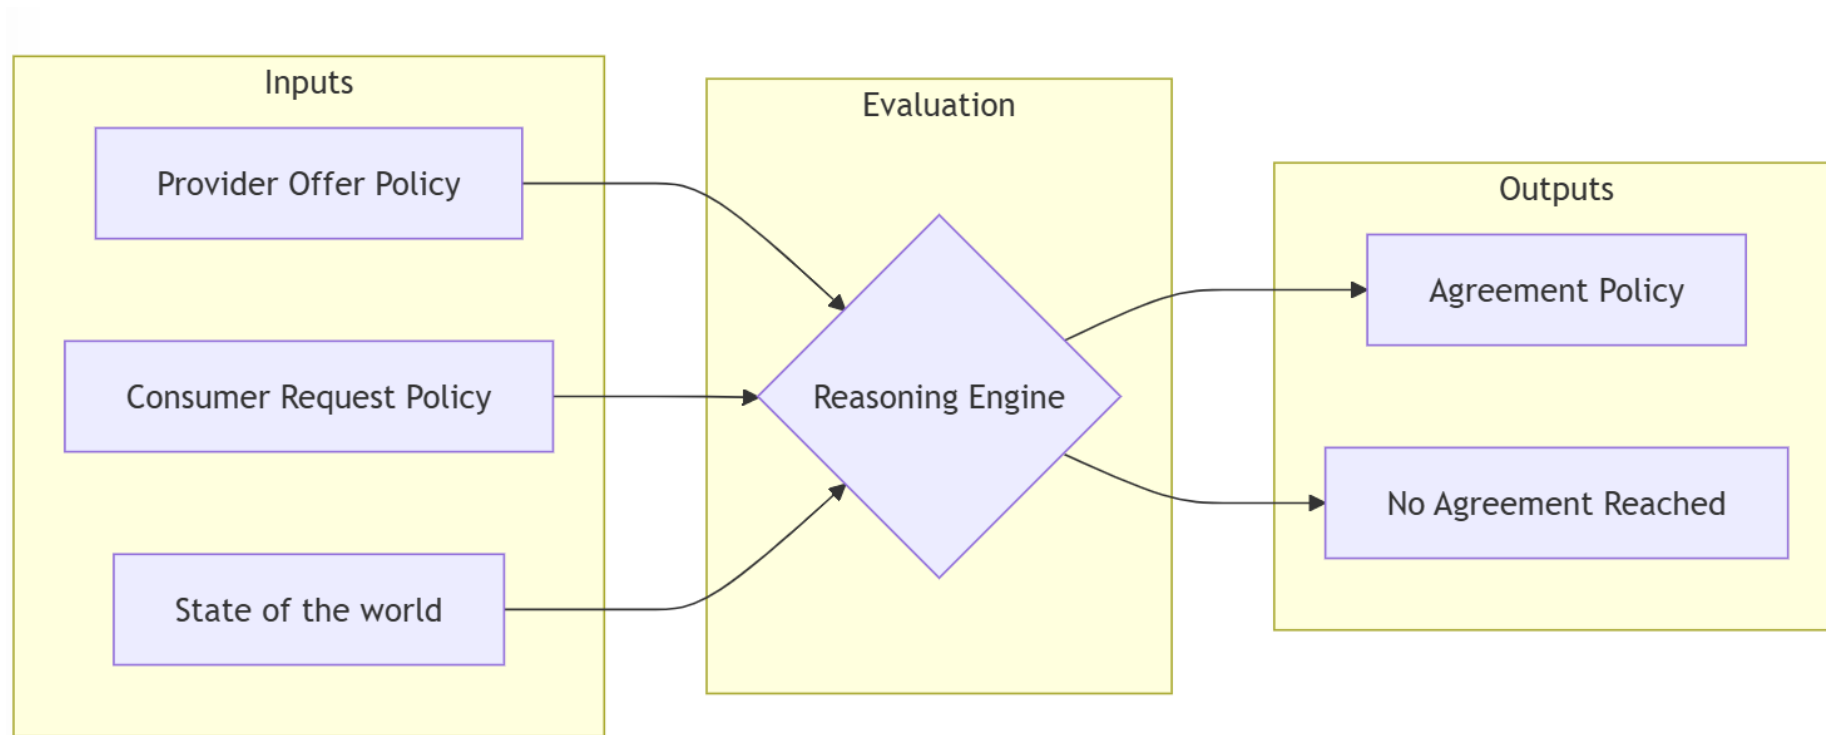 Inputs
Provider Offer Policy
Consumer Request Policy
State of the world
Evaluation
Reasoning Engine
Outputs
Agreement Policy
No Agreement Reached